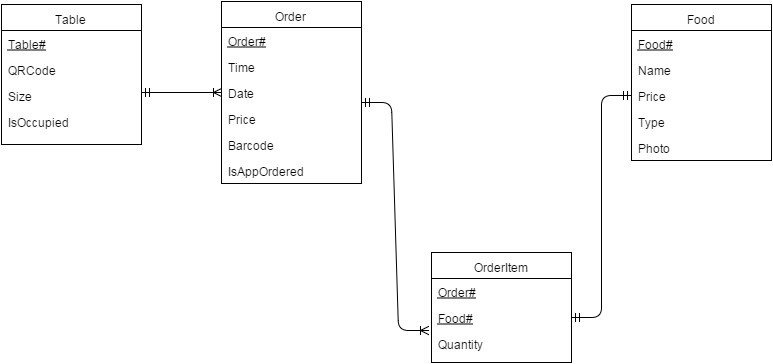 Table
Table#
QRCode
Size
IsOccupied
Order
Order#
Time
Date
Price
Barcode
IsAppOrdered
Food
Food#
Name
Price
Type
Photo
OrderItem
Order#
Food#
Quantity